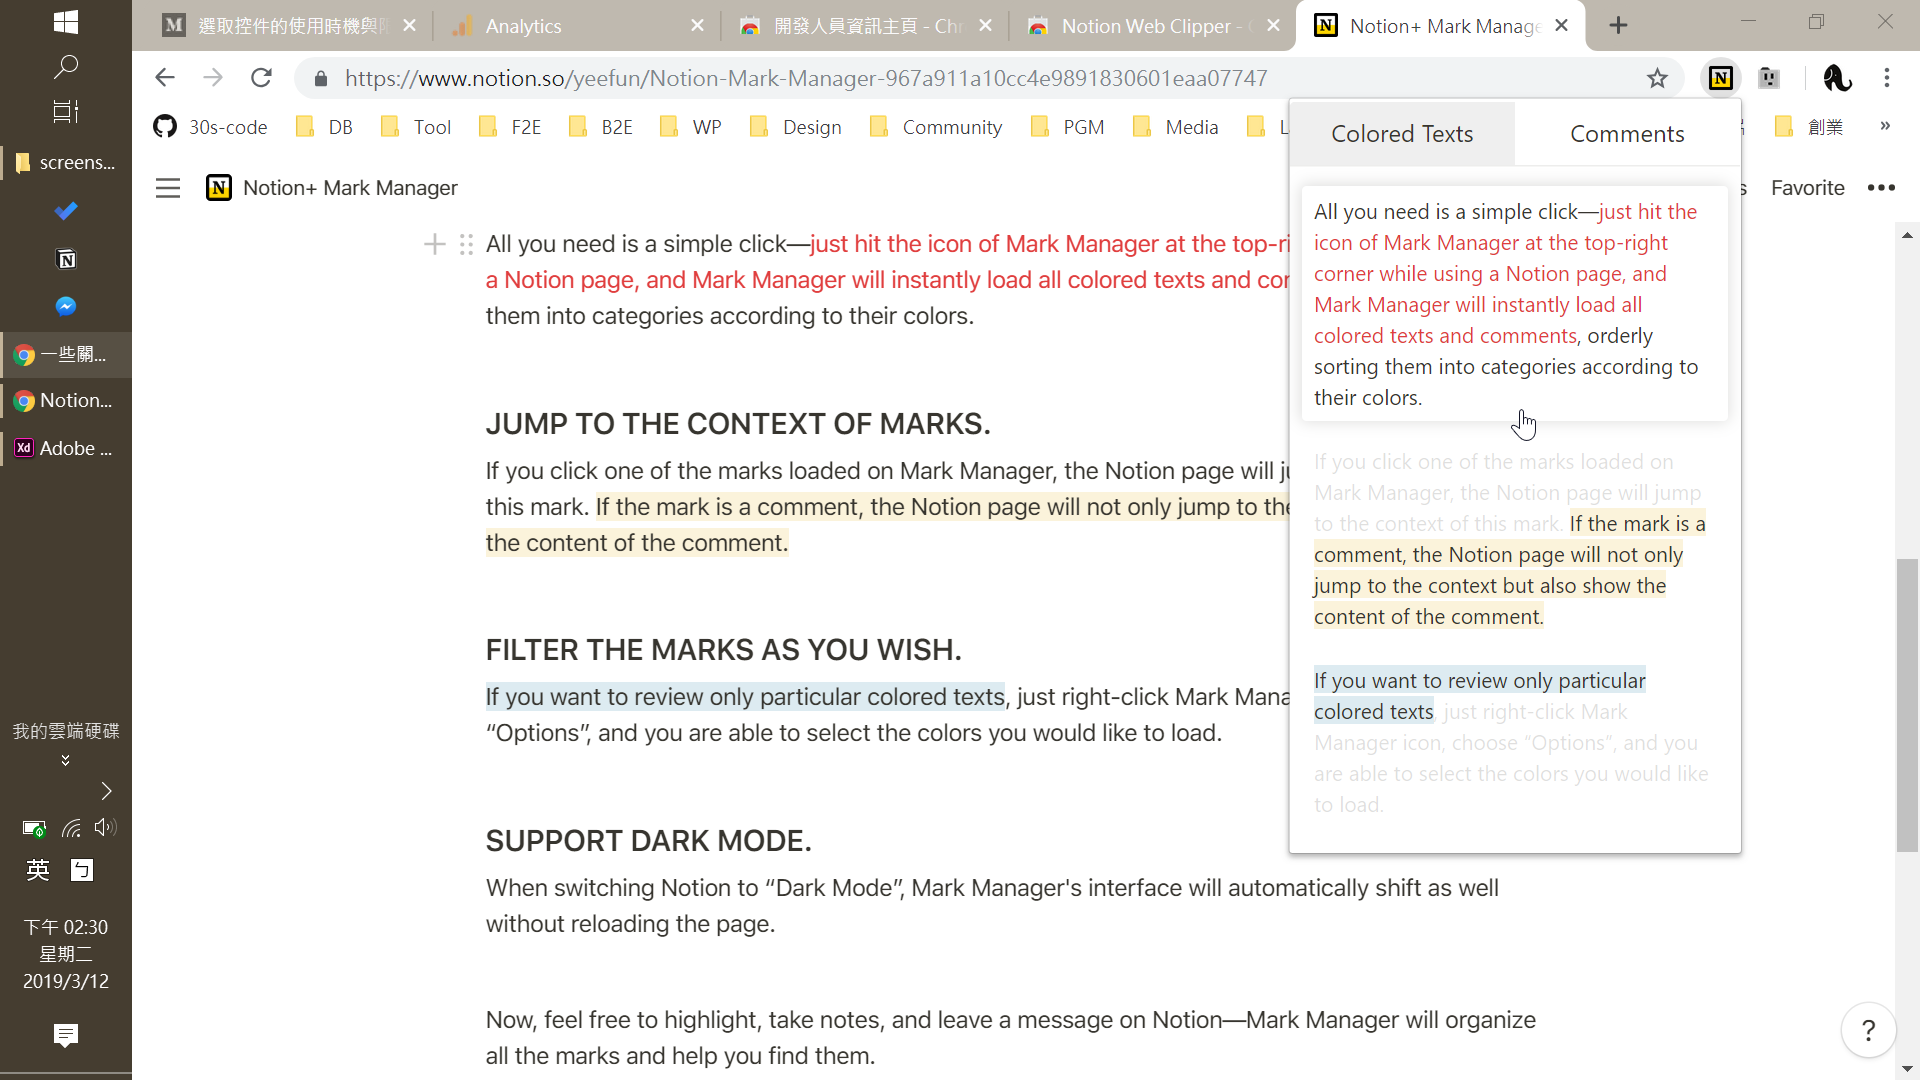 選取控件的使用時機與
Analytics
開發人員資訊主頁 - Ch
Notion Web Clipper -
Notion+ Mark Manage
https://www.notion.so/yeefun/Notion-Mark-Manager-967a911a10cc4e9891830601eaa07747
30s-code
DB
Tool
F2E
B2E
WP
Design
Community
PGM
Media
創業
»
Notion+ Mark Manager
Favorite
All you need is a simple click—just hit the icon of Mark Manager at the top-ri
a Notion page, and Mark Manager will instantly load all colored texts and co
them into categories according to their colors.
JUMP TO THE CONTEXT OF MARKS.
If you click one of the marks loaded on Mark Manager, the Notion page will ju
this mark. If the mark is a comment, the Notion page will not only jump to the
the content of the comment.
FILTER THE MARKS AS YOU WISH.
If you want to review only particular colored texts, just right-click Mark Mana
“Options”, and you are able to select the colors you would like to load.
SUPPORT DARK MODE.
When switching Notion to “Dark Mode”, Mark Manager's interface will automatically shift as well
without reloading the page.
Now, feel free to highlight, take notes, and leave a message on Notion—Mark Manager will organize
all the marks and help you find them.
Colored Texts
Comments
All you need is a simple click—just hit the
icon of Mark Manager at the top-right
corner while using a Notion page, and
Mark Manager will instantly load all
colored texts and comments, orderly
sorting them into categories according to
their colors.
If you click one of the marks loaded on
Mark Manager, the Notion page will jump
to the context of this mark. If the mark is a
comment, the Notion page will not only
jump to the context but also show the
content of the comment.
If you want to review only particular
colored texts, just right-click Mark
Manager icon, choose “Options”, and you
are able to select the colors you would like
to load.
?
screens...
一些關...
Notion...
Adobe ...
我的雲端硬碟
英 ㄅ
下午 02:30
星期二
2019/3/12